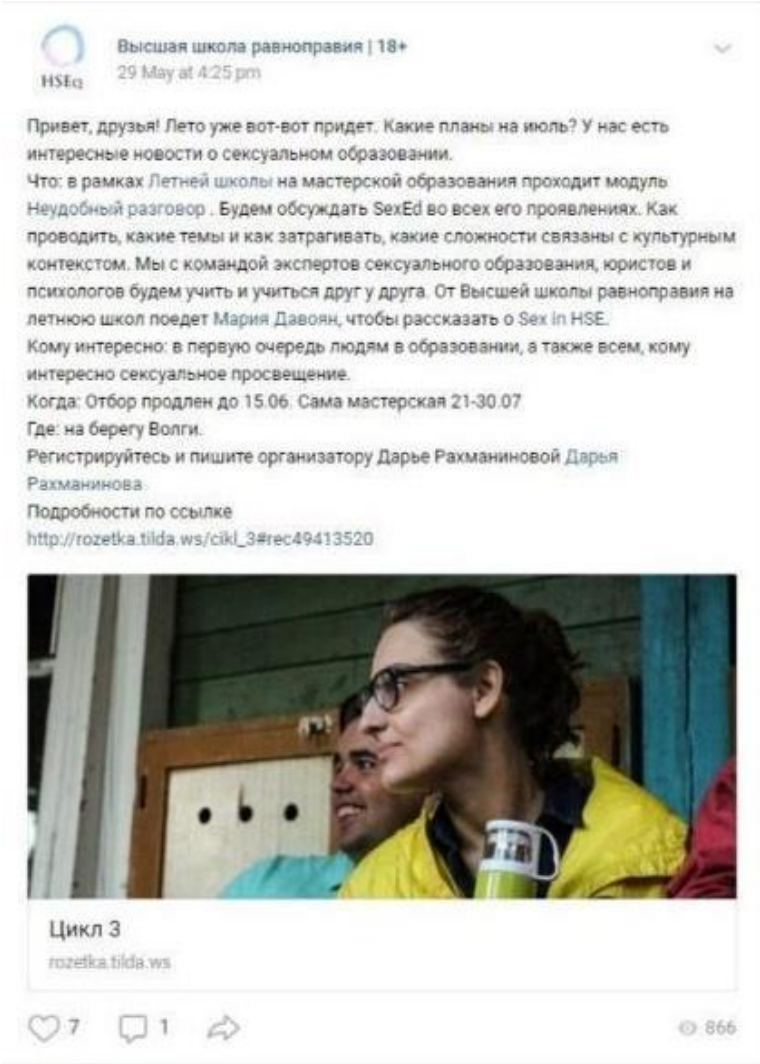 Высшая школа равноправия | 18+
29 May at 4:25 pm
HSEq
Привет, друзья! Лето уже вот-вот придет. Какие планы на июль? У нас есть
интересные новости о сексуальном образовании.
Что: в рамках Летней школы на мастерской образования проходит модуль
Неудобный разговор . Будем обсуждать SexEd во всех его проявлениях. Как
проводить, какие темы и как затрагивать, какие сложности связаны с культурным
контекстом. Мы с командой экспертов сексуального образования, юристов и
психологов будем учить и учиться друг у друга. От Высшей школы равноправия на
летнюю школ поедет Мария Давоян, чтобы рассказать о Sex in HSE.
Кому интересно: в первую очередь людям в образовании, а также всем, кому
интересно сексуальное просвещение.
Когда: Отбор продлен до 15.06. Сама мастерская 21-30.07
Где: на берегу Волги.
Регистрируйтесь и пишите организатору Дарье Рахманиновой Дарья
Рахманинова
Подробности по ссылке
http://rozetka.tilda.ws/cikl_3#rec49413520
Цикл 3
rozetka.tilda.ws
7 1 866